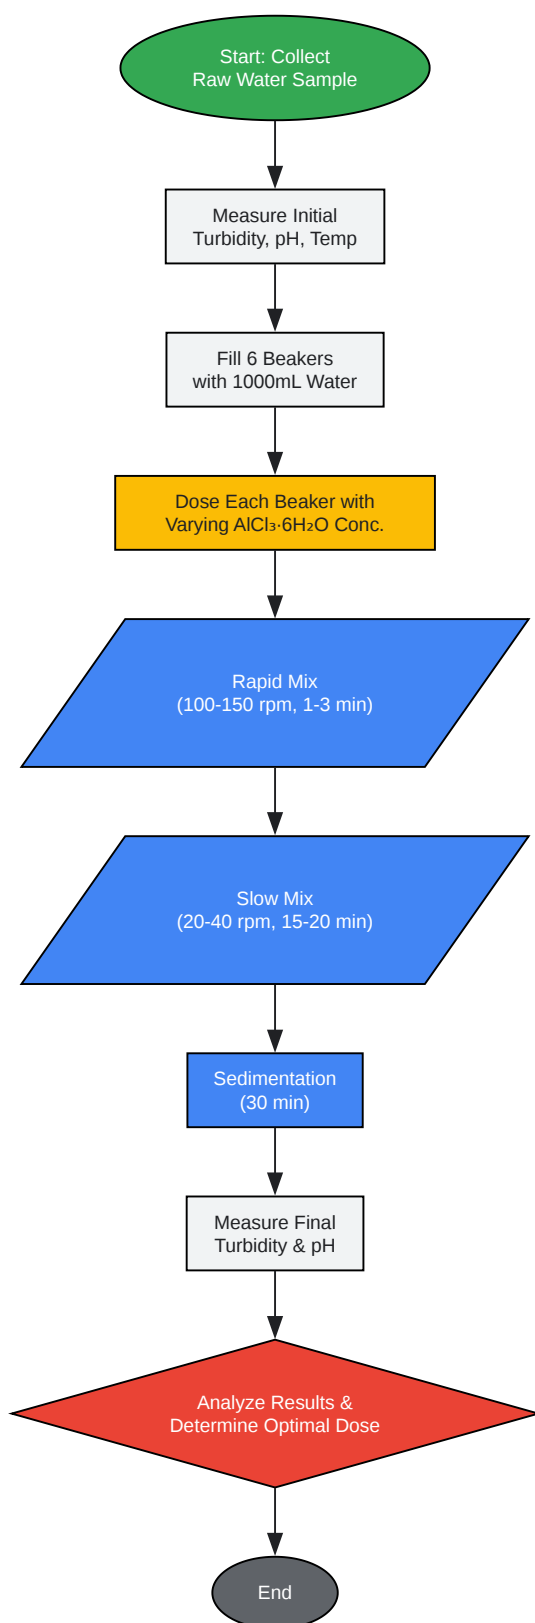 Start: Collect
Raw Water Sample
Measure Initial
Turbidity, pH, Temp
Fill 6 Beakers
with 1000mL Water
Dose Each Beaker with
Varying AlCl₃·6H₂O Conc.
Rapid Mix
(100-150 rpm, 1-3 min)
Slow Mix
(20-40 rpm, 15-20 min)
Sedimentation
(30 min)
Measure Final
Turbidity & pH
Analyze Results &
Determine Optimal Dose
End